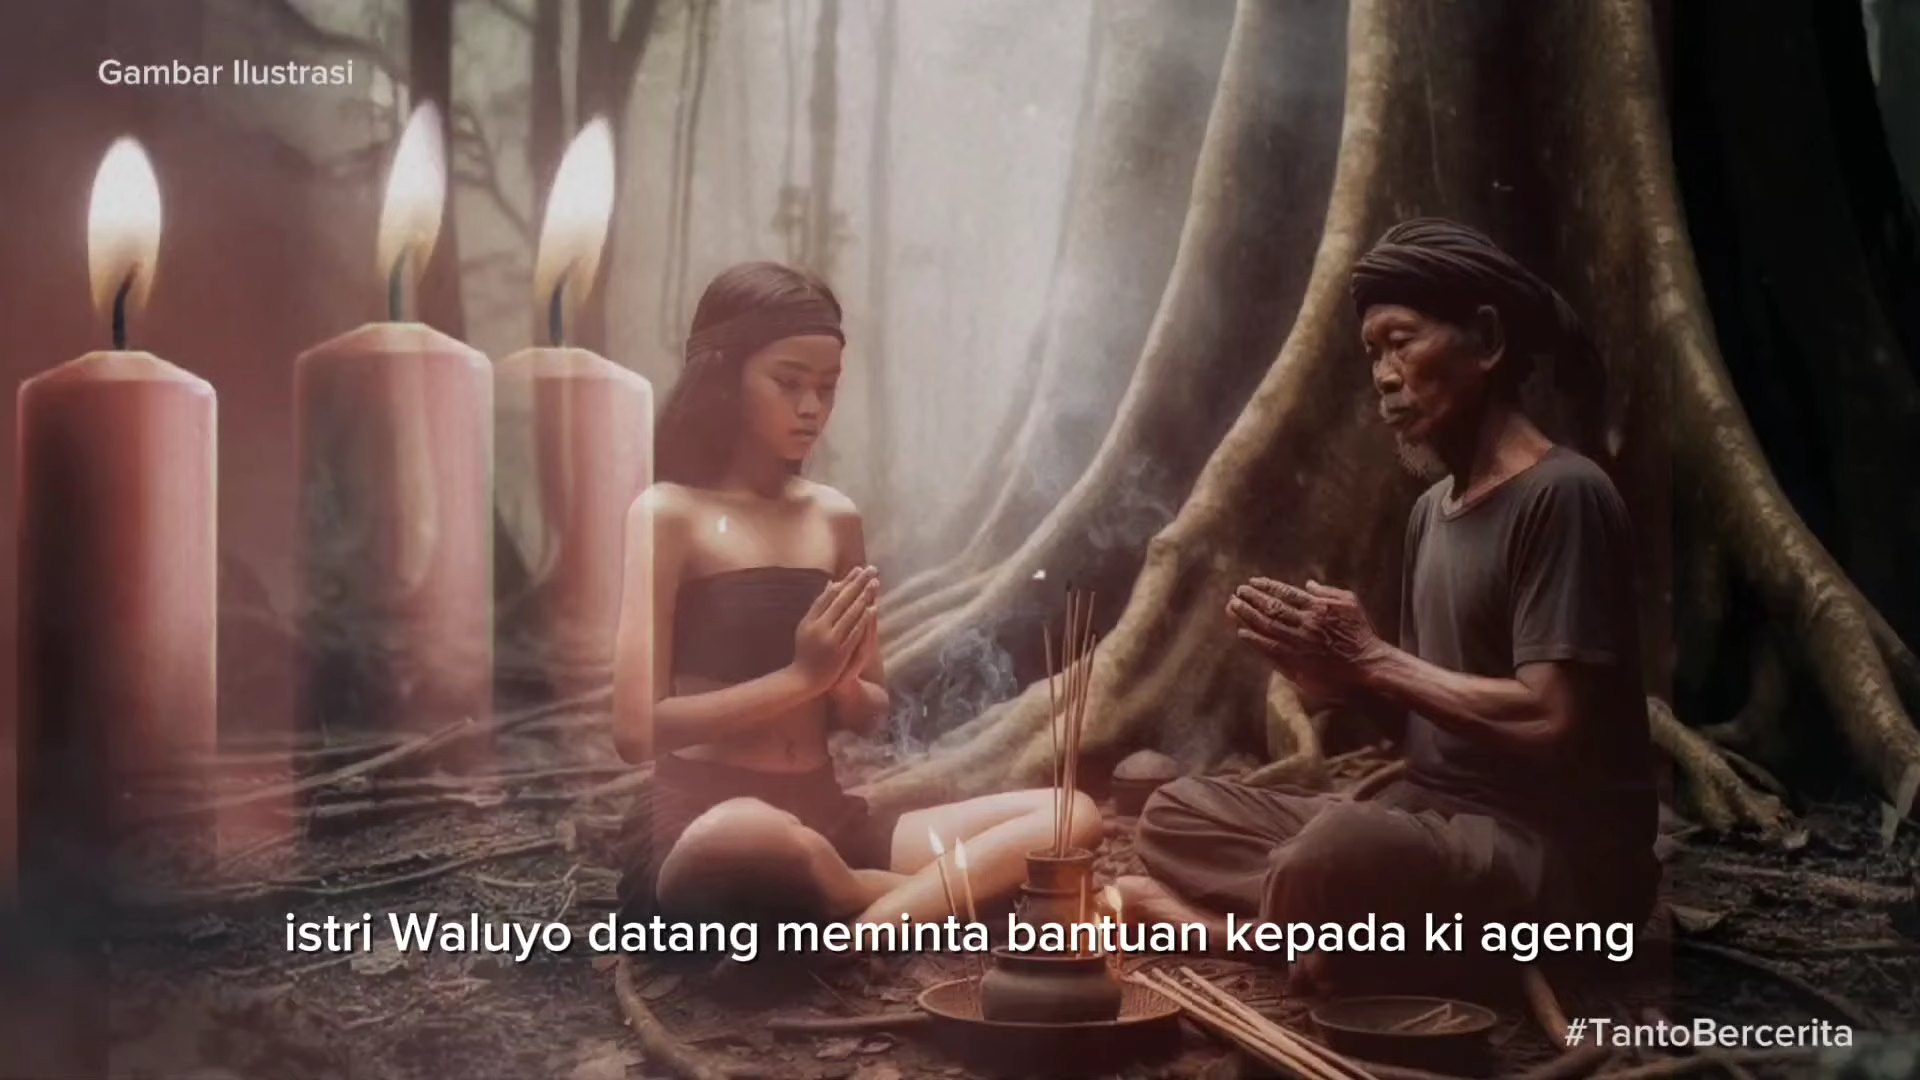 Gambar Ilustrasi
istri Waluyo datang meminta bantuan kepada ki ageng
#TantoBercerita